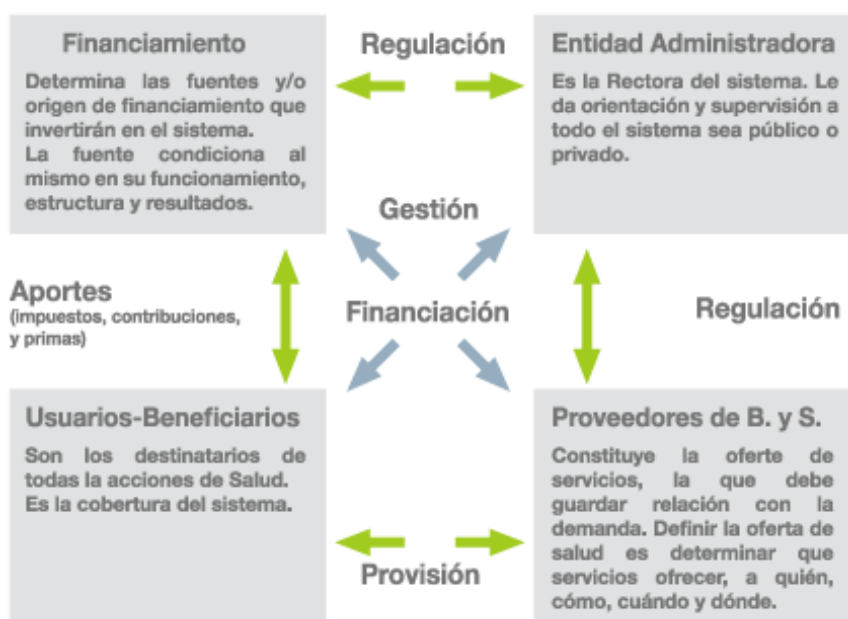 Financiamiento
Determina las fuentes y/o
origen de financiamiento que
invertirán en el sistema.
La fuente condiciona al
mismo en su funcionamiento,
estructura y resultados.
Regulación
Entidad Administradora
Es la Rectora del sistema. Le
da orientación y supervisión a
todo el sistema sea público o
privado.
Gestión
Aportes
(impuestos, contribuciones,
y primas)
Financiación
Regulación
Usuarios-Beneficiarios
Son los destinatarios de
todas la acciones de Salud.
Es la cobertura del sistema.
Proveedores de B. y S.
Constituye la oferte de
servicios, la que debe
guardar relación con la
demanda. Definir la oferta de
salud es determinar que
servicios ofrecer, a quién,
cómo, cuándo y dónde.
Provisión